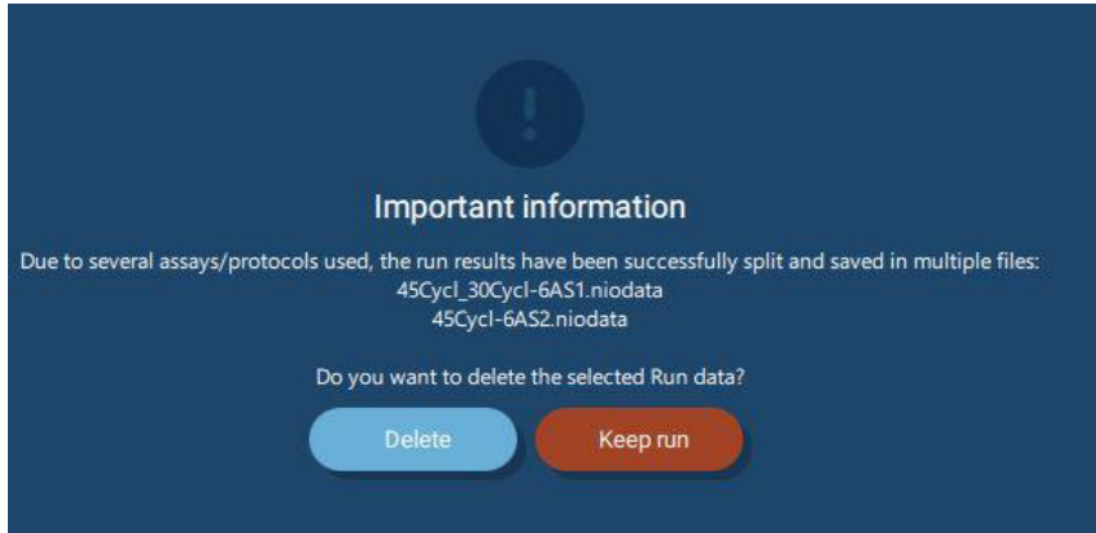 Important information
Due to several assays/protocols used, the run results have been successfully split and saved in multiple files:
45Cycl_30Cycl-6AS1.niodata
45Cycl-6AS2.niodata
Do you want to delete the selected Run data?
Delete
Keep run